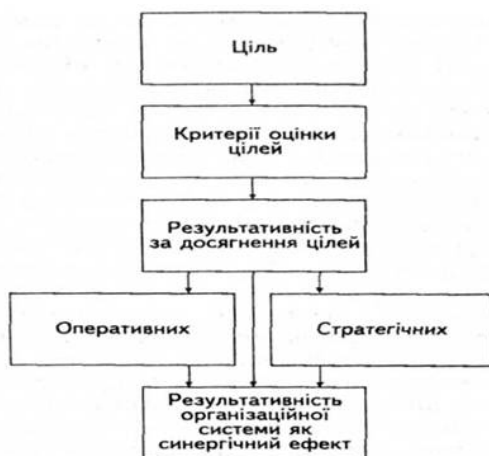 Ціль
Критерії оцінки
цілей
Результативність
за досягнення цілей
Оперативних
Стратегічних
Результативність
організаційної
системи як
синергічний ефект